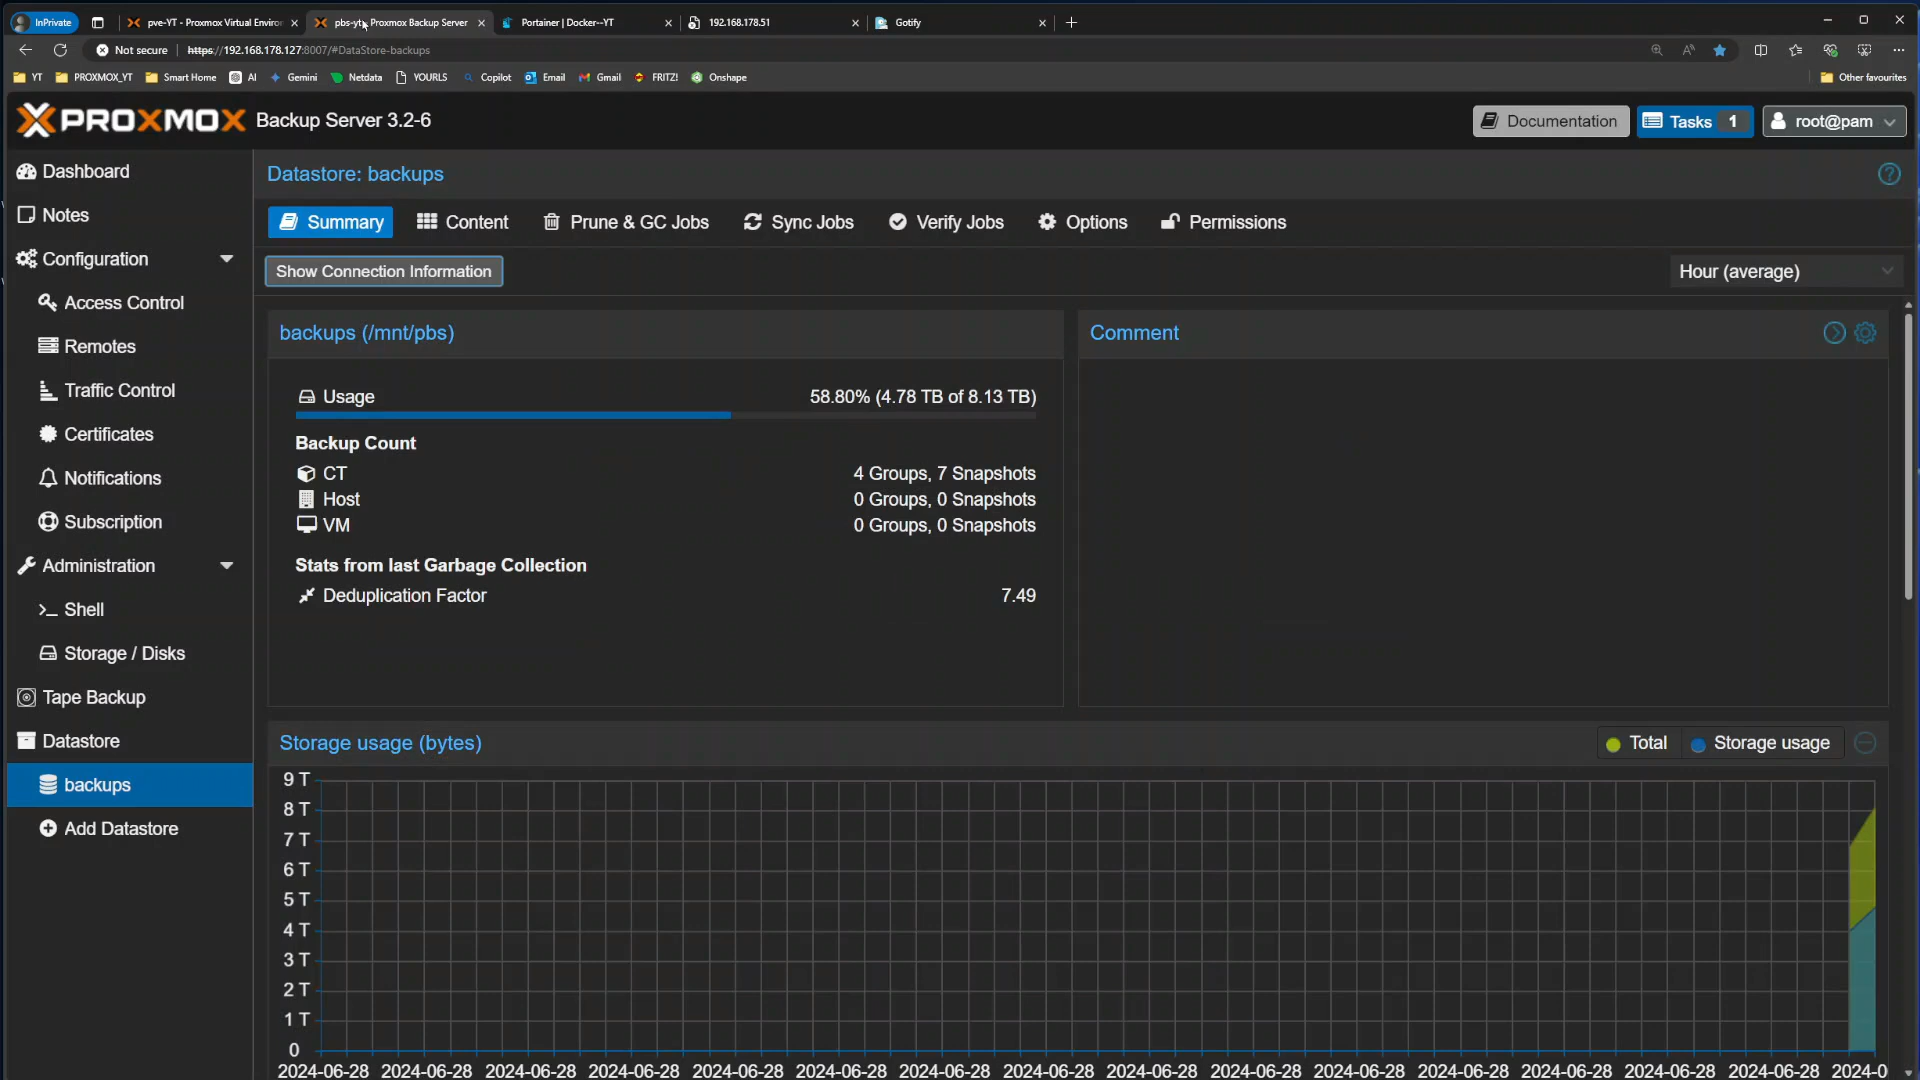 InPrivate
pve-YT - Proxmox Virtual Enviro
pbs-yt - Proxmox Backup Server
Portainer | Docker--YT
192.168.178.51
Gotify
Not secure
https://192.168.178.127:8007/#DataStore-backups
YT
PROXMOX_YT
Smart Home
AI
Gemini
Netdata
YOURLS
Copilot
Email
Gmail
FRITZ!
Onshape
Other favourites
PROXMOX
Backup Server 3.2-6
Documentation
Tasks 1
root@pam
Dashboard
Notes
Configuration
Access Control
Remotes
Traffic Control
Certificates
Notifications
Subscription
Administration
Shell
Storage / Disks
Tape Backup
Datastore
backups
Add Datastore
Datastore: backups
Summary
Content
Prune & GC Jobs
Sync Jobs
Verify Jobs
Options
Permissions
Show Connection Information
Hour (average)
backups (/mnt/pbs)
Usage 58.80% (4.78 TB of 8.13 TB)
Backup Count
CT 4 Groups, 7 Snapshots
Host 0 Groups, 0 Snapshots
VM 0 Groups, 0 Snapshots
Stats from last Garbage Collection
Deduplication Factor 7.49
Comment
Storage usage (bytes)
Total
Storage usage
9 T
8 T
7 T
6 T
5 T
4 T
3 T
2 T
1 T
0
2024-06-28 2024-06-28 2024-06-28 2024-06-28 2024-06-28 2024-06-28 2024-06-28 2024-06-28 2024-06-28 2024-06-28 2024-06-28 2024-06-28 2024-06-28 2024-06-28 2024-06-28 2024-0